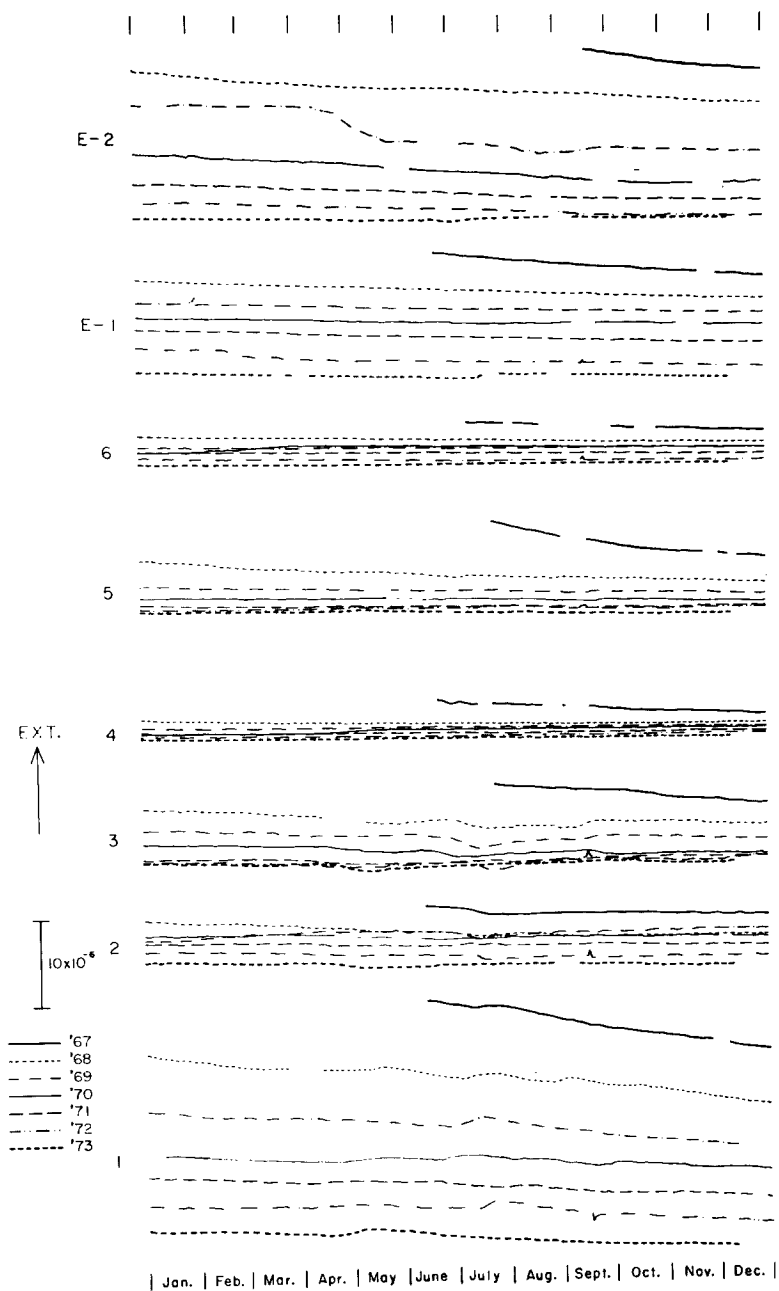 E-2
E-1
6
5
EXT.
4
3
2
10x10⁻⁶
'67
'68
'69
'70
'71
'72
'73
1
| Jan. | Feb. | Mar. | Apr. | May | June | July | Aug. | Sept. | Oct. | Nov. | Dec. |